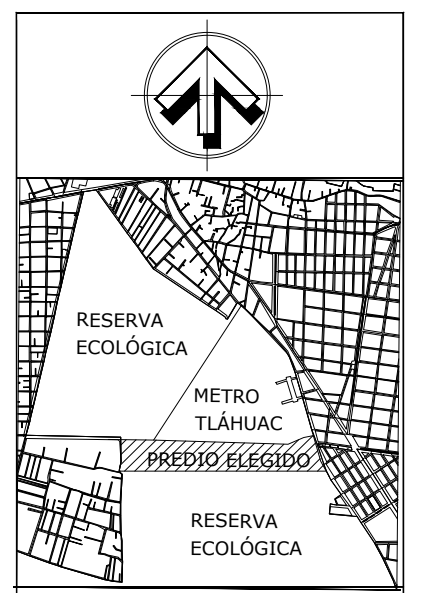 RESERVA
ECOLÓGICA
METRO
TLÁHUAC
PREDIO ELEGIDO
RESERVA
ECOLÓGICA